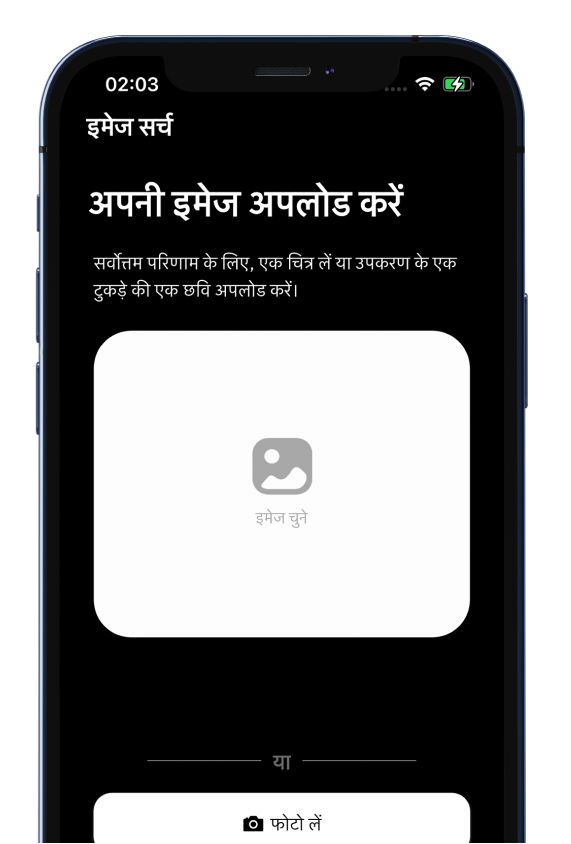 02:03
इमेज सर्च
अपनी इमेज अपलोड करें
सर्वोत्तम परिणाम के लिए, एक चित्र लें या उपकरण के एक
टुकड़े की एक छवि अपलोड करें।
इमेज चुने
या
फोटो लें